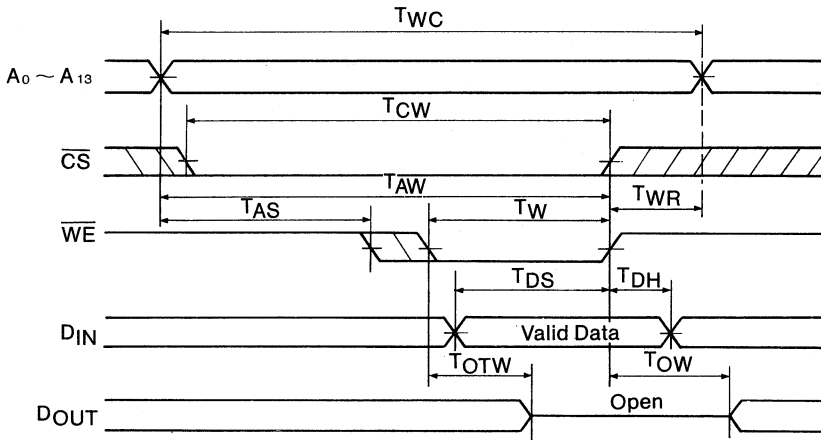 TWC
A0 ~ A13
TCW
CS
TAW
TAS
TW
TWR
WE
TDS
TDH
DIN
Valid Data
TOTW
TOW
DOUT
Open